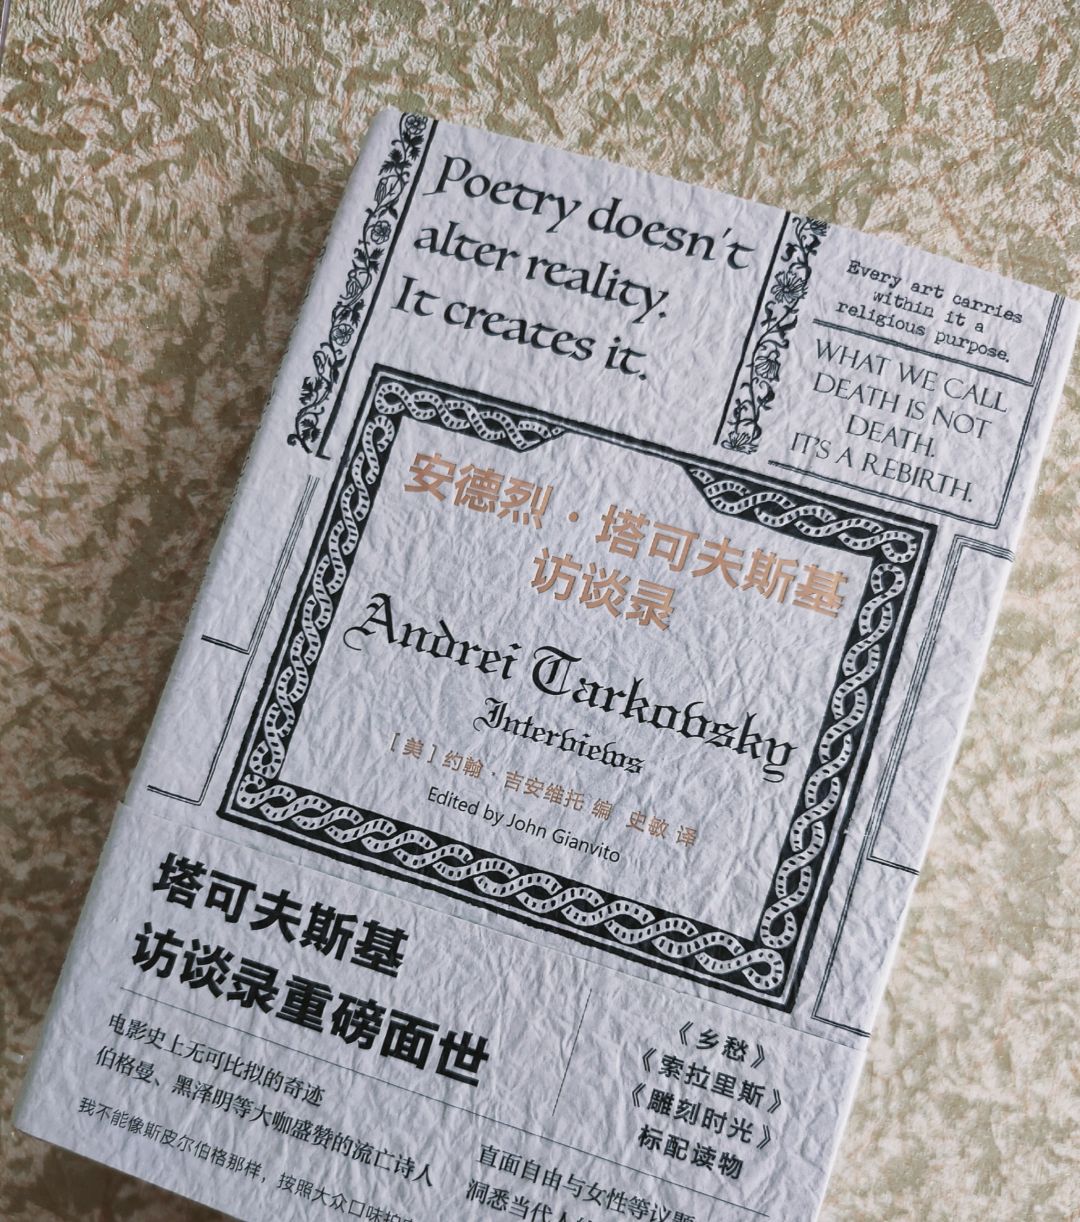 Poetry doesn't
alter reality.
It creates it.
Every art carries
within it a
religious purpose.
WHAT WE CALL
DEATH IS NOT
DEATH.
IT'S A REBIRTH.
安德烈·塔可夫斯基
访谈录
Andrei Tarkovsky
Interviews
[美]约翰·吉安维托 编 史敏 译
Edited by John Gianvito
塔可夫斯基
访谈录重磅面世
电影史上无可比拟的奇迹
伯格曼、黑泽明等大咖盛赞的流亡诗人
我不能像斯皮尔伯格那样，按照大众口味拍
《乡愁》
《索拉里斯》
《雕刻时光》
标配读物
直面自由与女性等议题
洞悉当代人